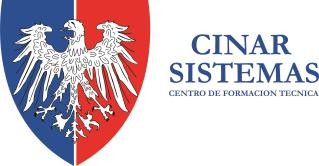 CINAR
SISTEMAS
CENTRO DE FORMACION TECNICA